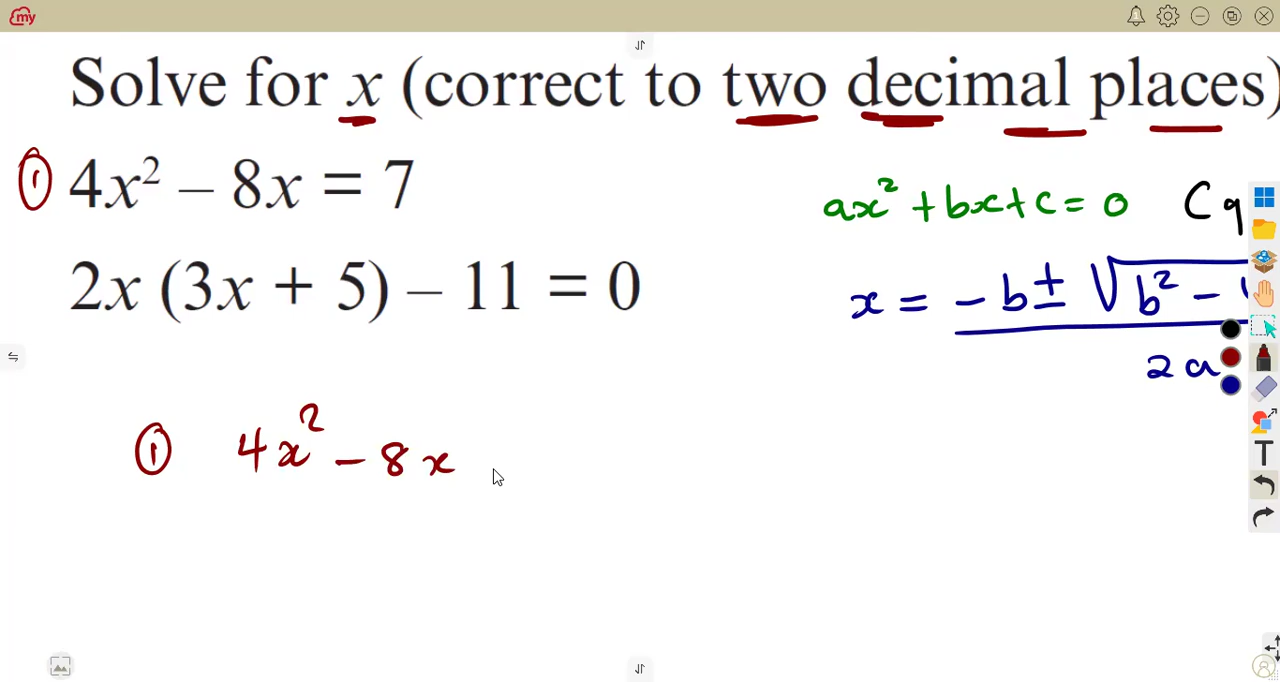 my
Solve for x (correct to two decimal places)
① 4x² – 8x = 7
ax² + bx + c = 0
2x (3x + 5) – 11 = 0
x = -b ± √b² -
2a
① 4x² - 8x
T